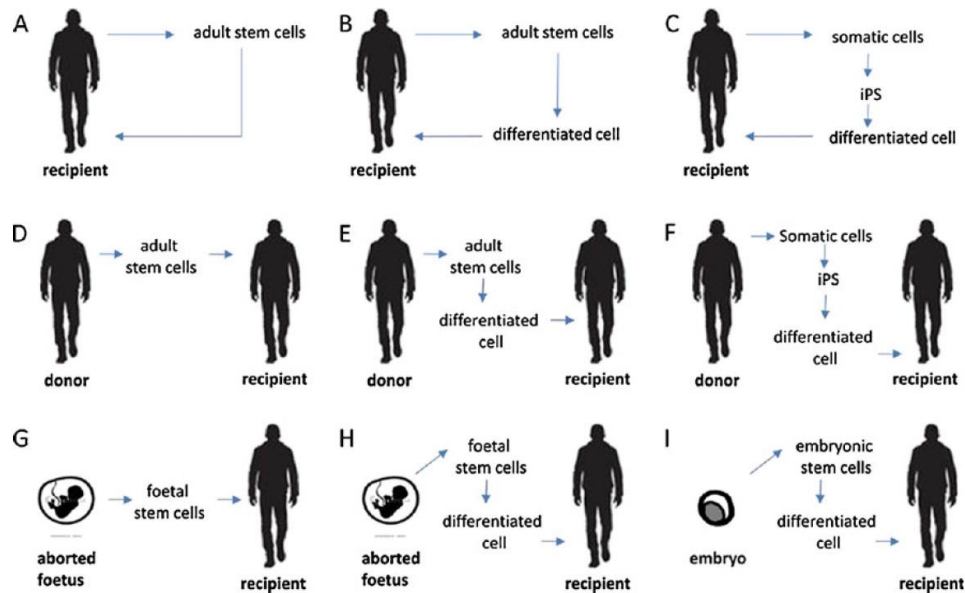 A
adult stem cells
recipient
B
adult stem cells
differentiated cell
recipient
C
somatic cells
iPS
differentiated cell
recipient
D
adult
stem cells
donor
recipient
E
adult
stem cells
differentiated
cell
donor
recipient
F
Somatic cells
iPS
differentiated
cell
donor
recipient
G
foetal
stem cells
aborted
foetus
recipient
H
foetal
stem cells
differentiated
cell
aborted
foetus
recipient
I
embryonic
stem cells
differentiated
cell
embryo
recipient